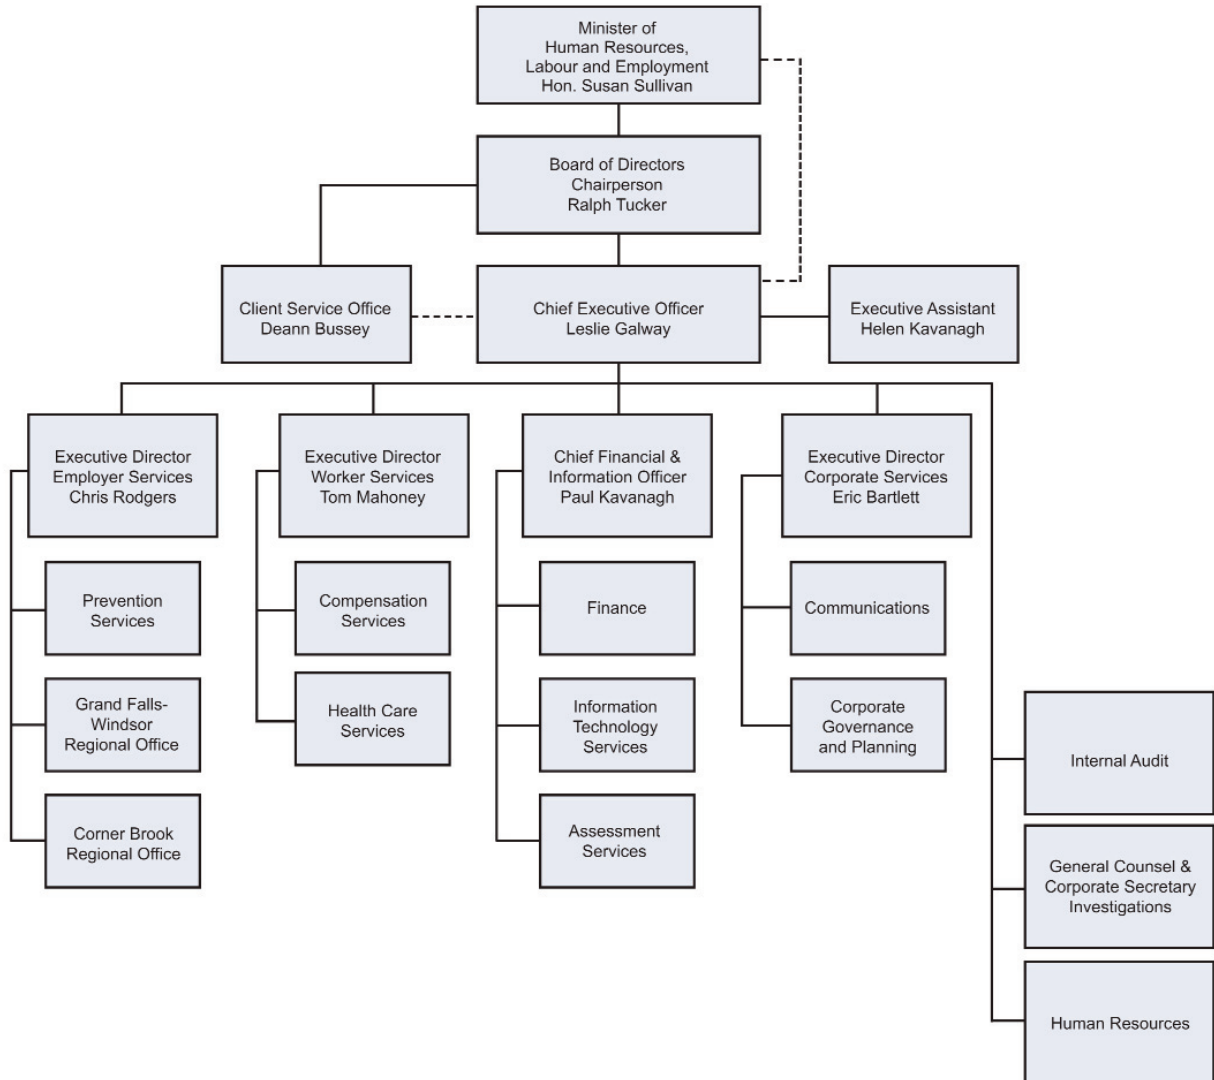 Minister of
Human Resources,
Labour and Employment
Hon. Susan Sullivan
Board of Directors
Chairperson
Ralph Tucker
Client Service Office
Deann Bussey
Chief Executive Officer
Leslie Galway
Executive Assistant
Helen Kavanagh
Executive Director
Employer Services
Chris Rodgers
Executive Director
Worker Services
Tom Mahoney
Chief Financial &
Information Officer
Paul Kavanagh
Executive Director
Corporate Services
Eric Bartlett
Prevention
Services
Compensation
Services
Finance
Communications
Grand Falls-
Windsor
Regional Office
Health Care
Services
Information
Technology
Services
Corporate
Governance
and Planning
Internal Audit
Corner Brook
Regional Office
Assessment
Services
General Counsel &
Corporate Secretary
Investigations
Human Resources